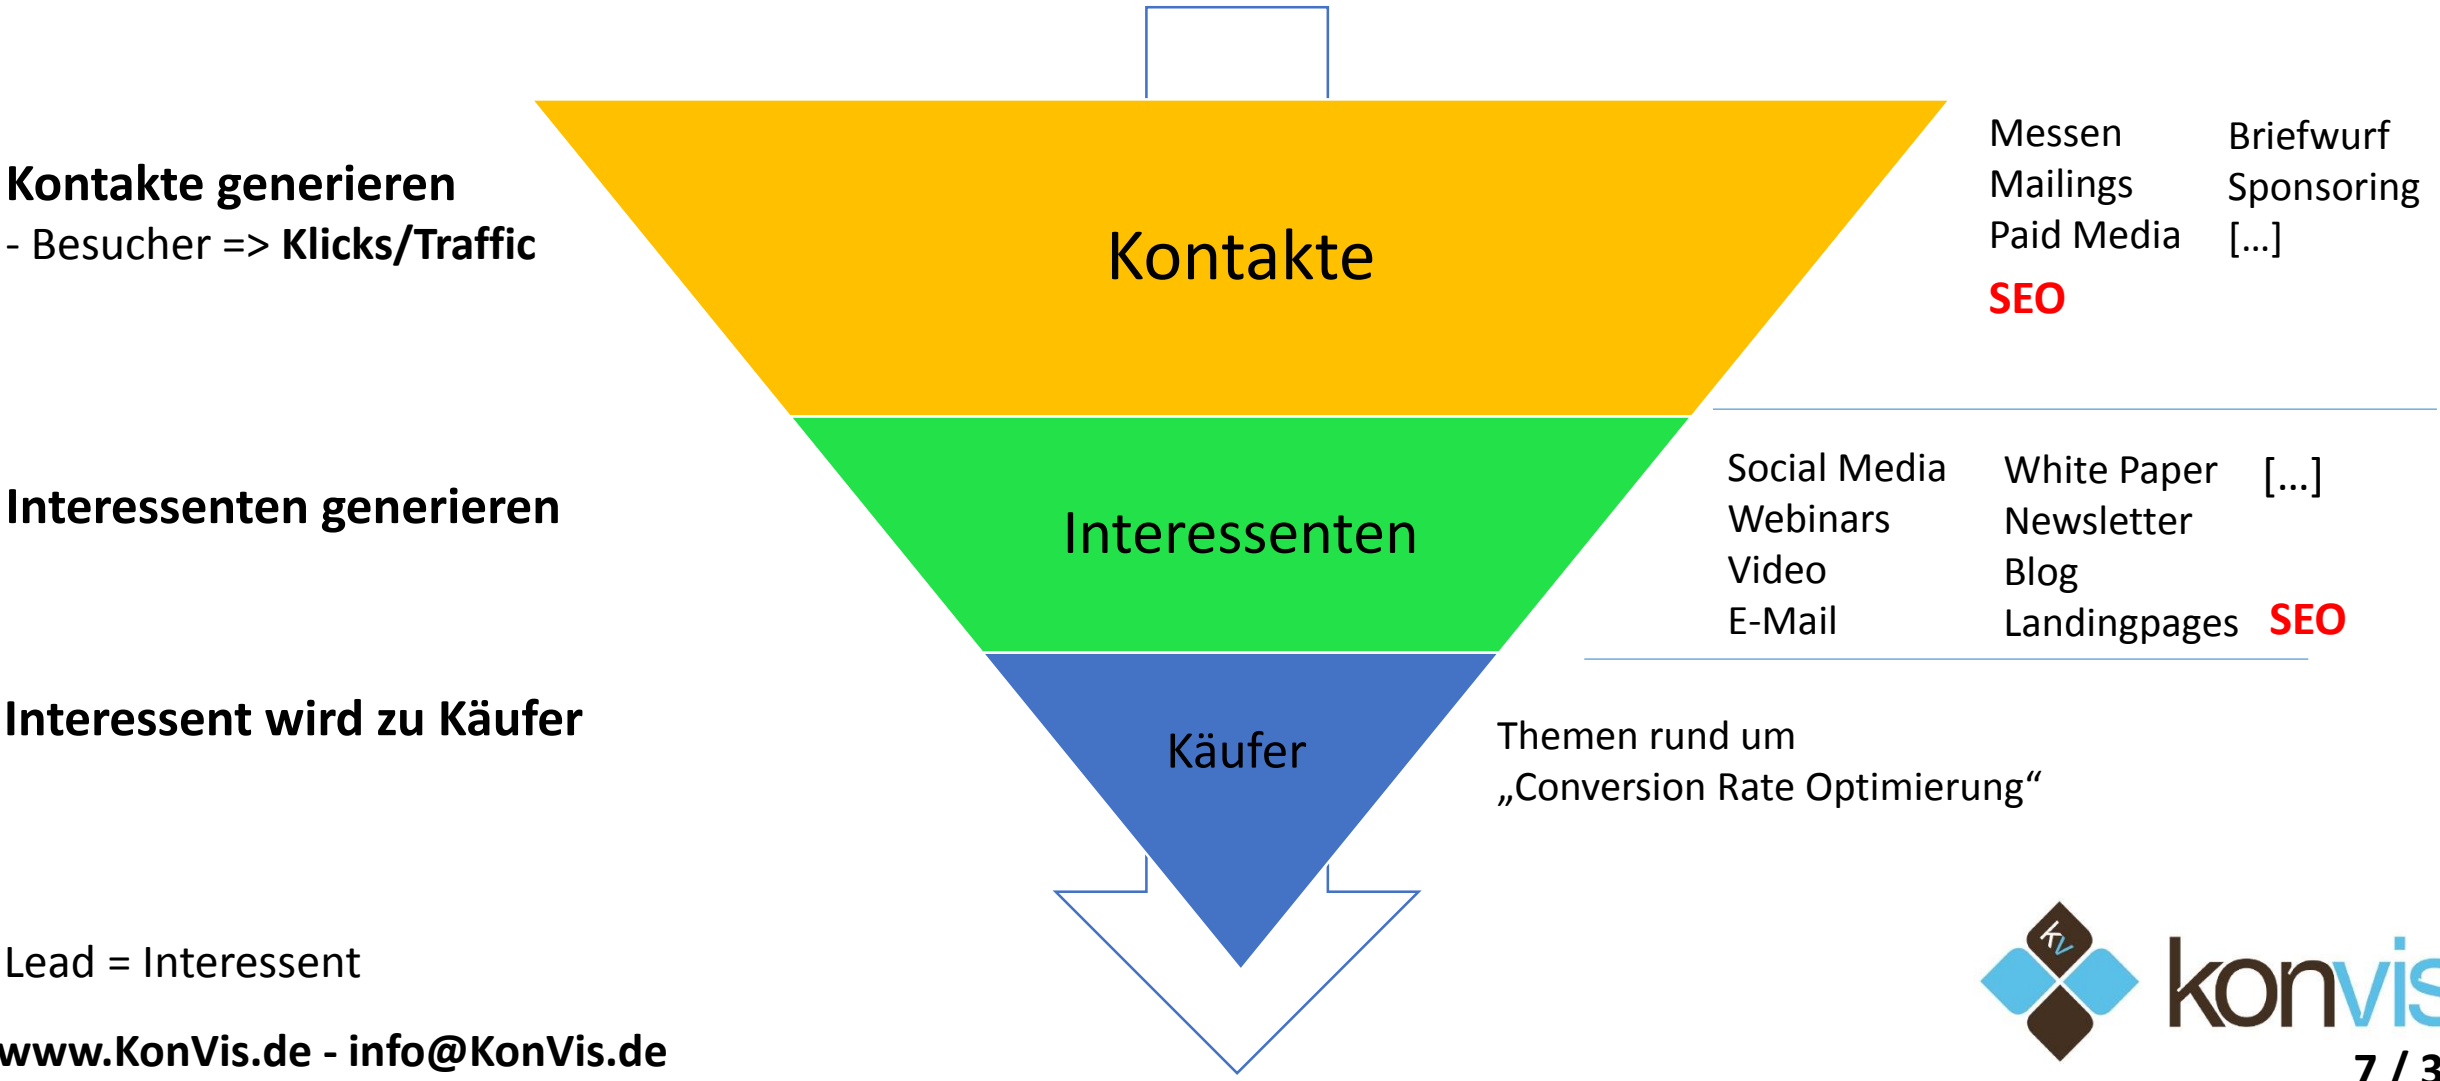 Kontakte generieren
- Besucher => Klicks/Traffic
Kontakte
Messen
Mailings
Paid Media
SEO
Briefwurf
Sponsoring
[...]
Interessenten generieren
Interessenten
Social Media
Webinars
Video
E-Mail
White Paper
Newsletter
Blog
Landingpages
[...]
SEO
Interessent wird zu Käufer
Käufer
Themen rund um
„Conversion Rate Optimierung“
Lead = Interessent
www.KonVis.de - info@KonVis.de
kv
konvis
7 / 3